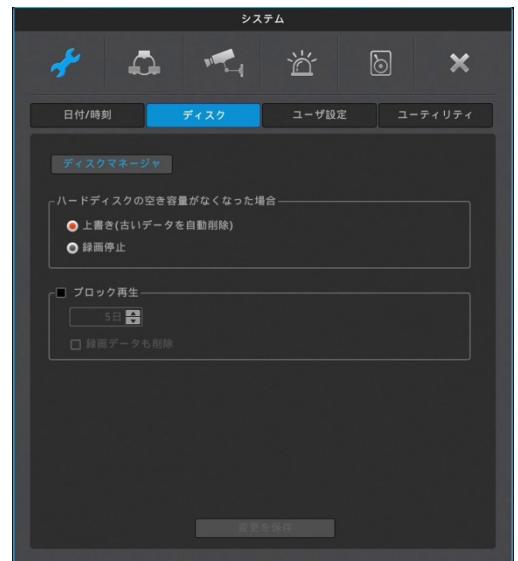 システム
日付/時刻
ディスク
ユーザ設定
ユーティリティ
ディスクマネージャ
ハードディスクの空き容量がなくなった場合
上書き(古いデータを自動削除)
録画停止
ブロック再生
5日
録画データも削除
変更を保存